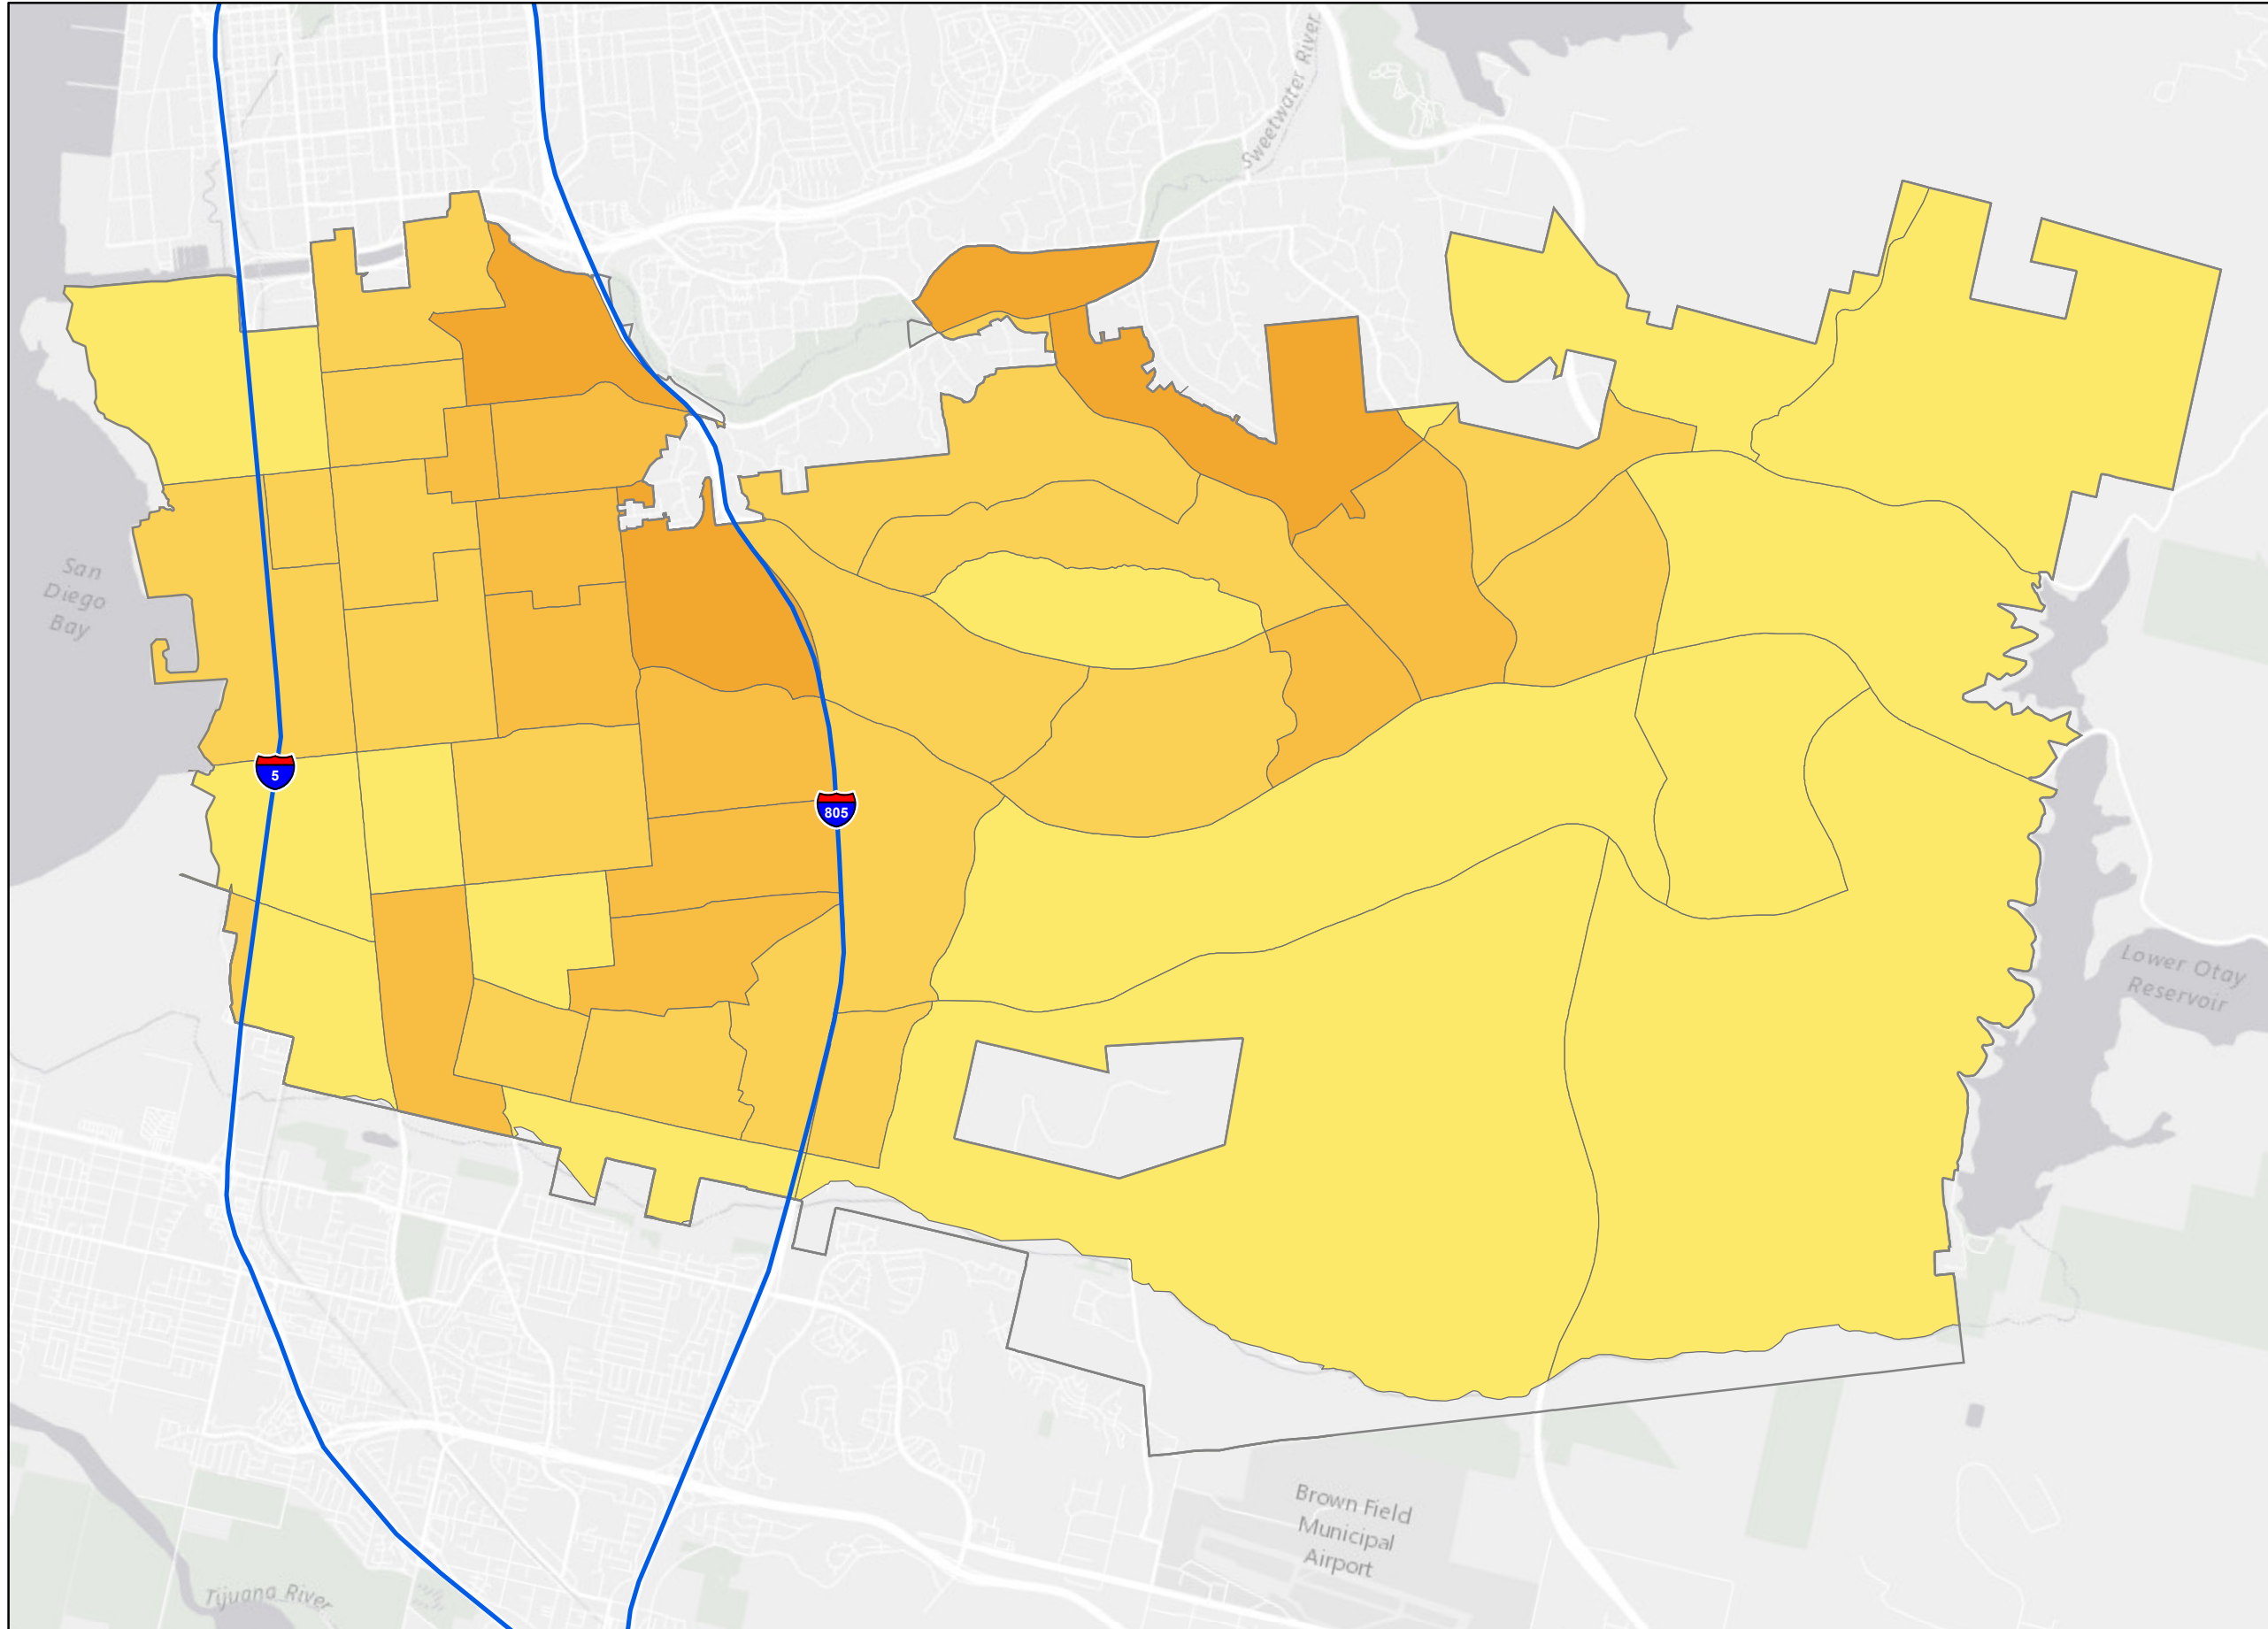 Sweetwater River
San
Diego
Bay
5
805
Lower Otay
Reservoir
Brown Field
Municipal
Airport
Tijuana River